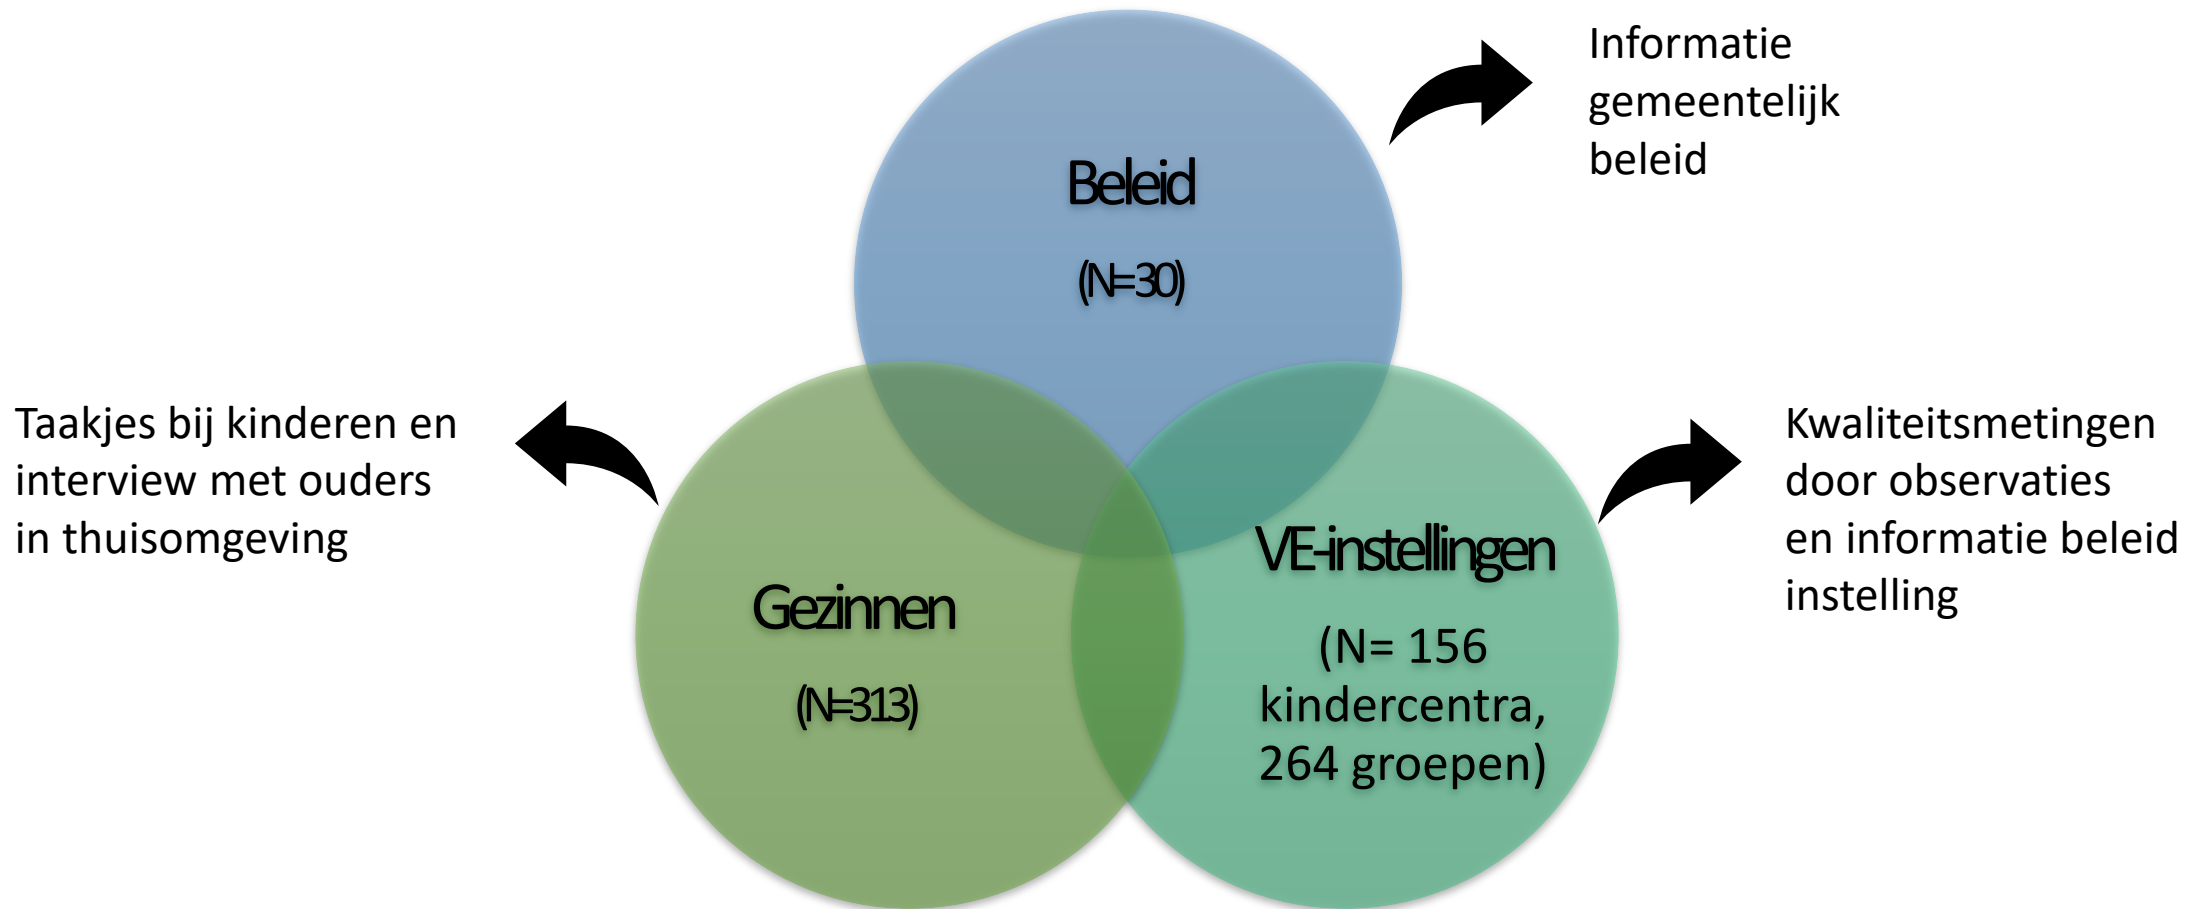 Informatie
gemeentelijk
beleid
Beleid
(N=30)
Taakjes bij kinderen en
interview met ouders
in thuisomgeving
Gezinnen
(N=313)
VE-instellingen
(N= 156
kindercentra,
264 groepen)
Kwaliteitsmetingen
door observaties
en informatie beleid
instelling